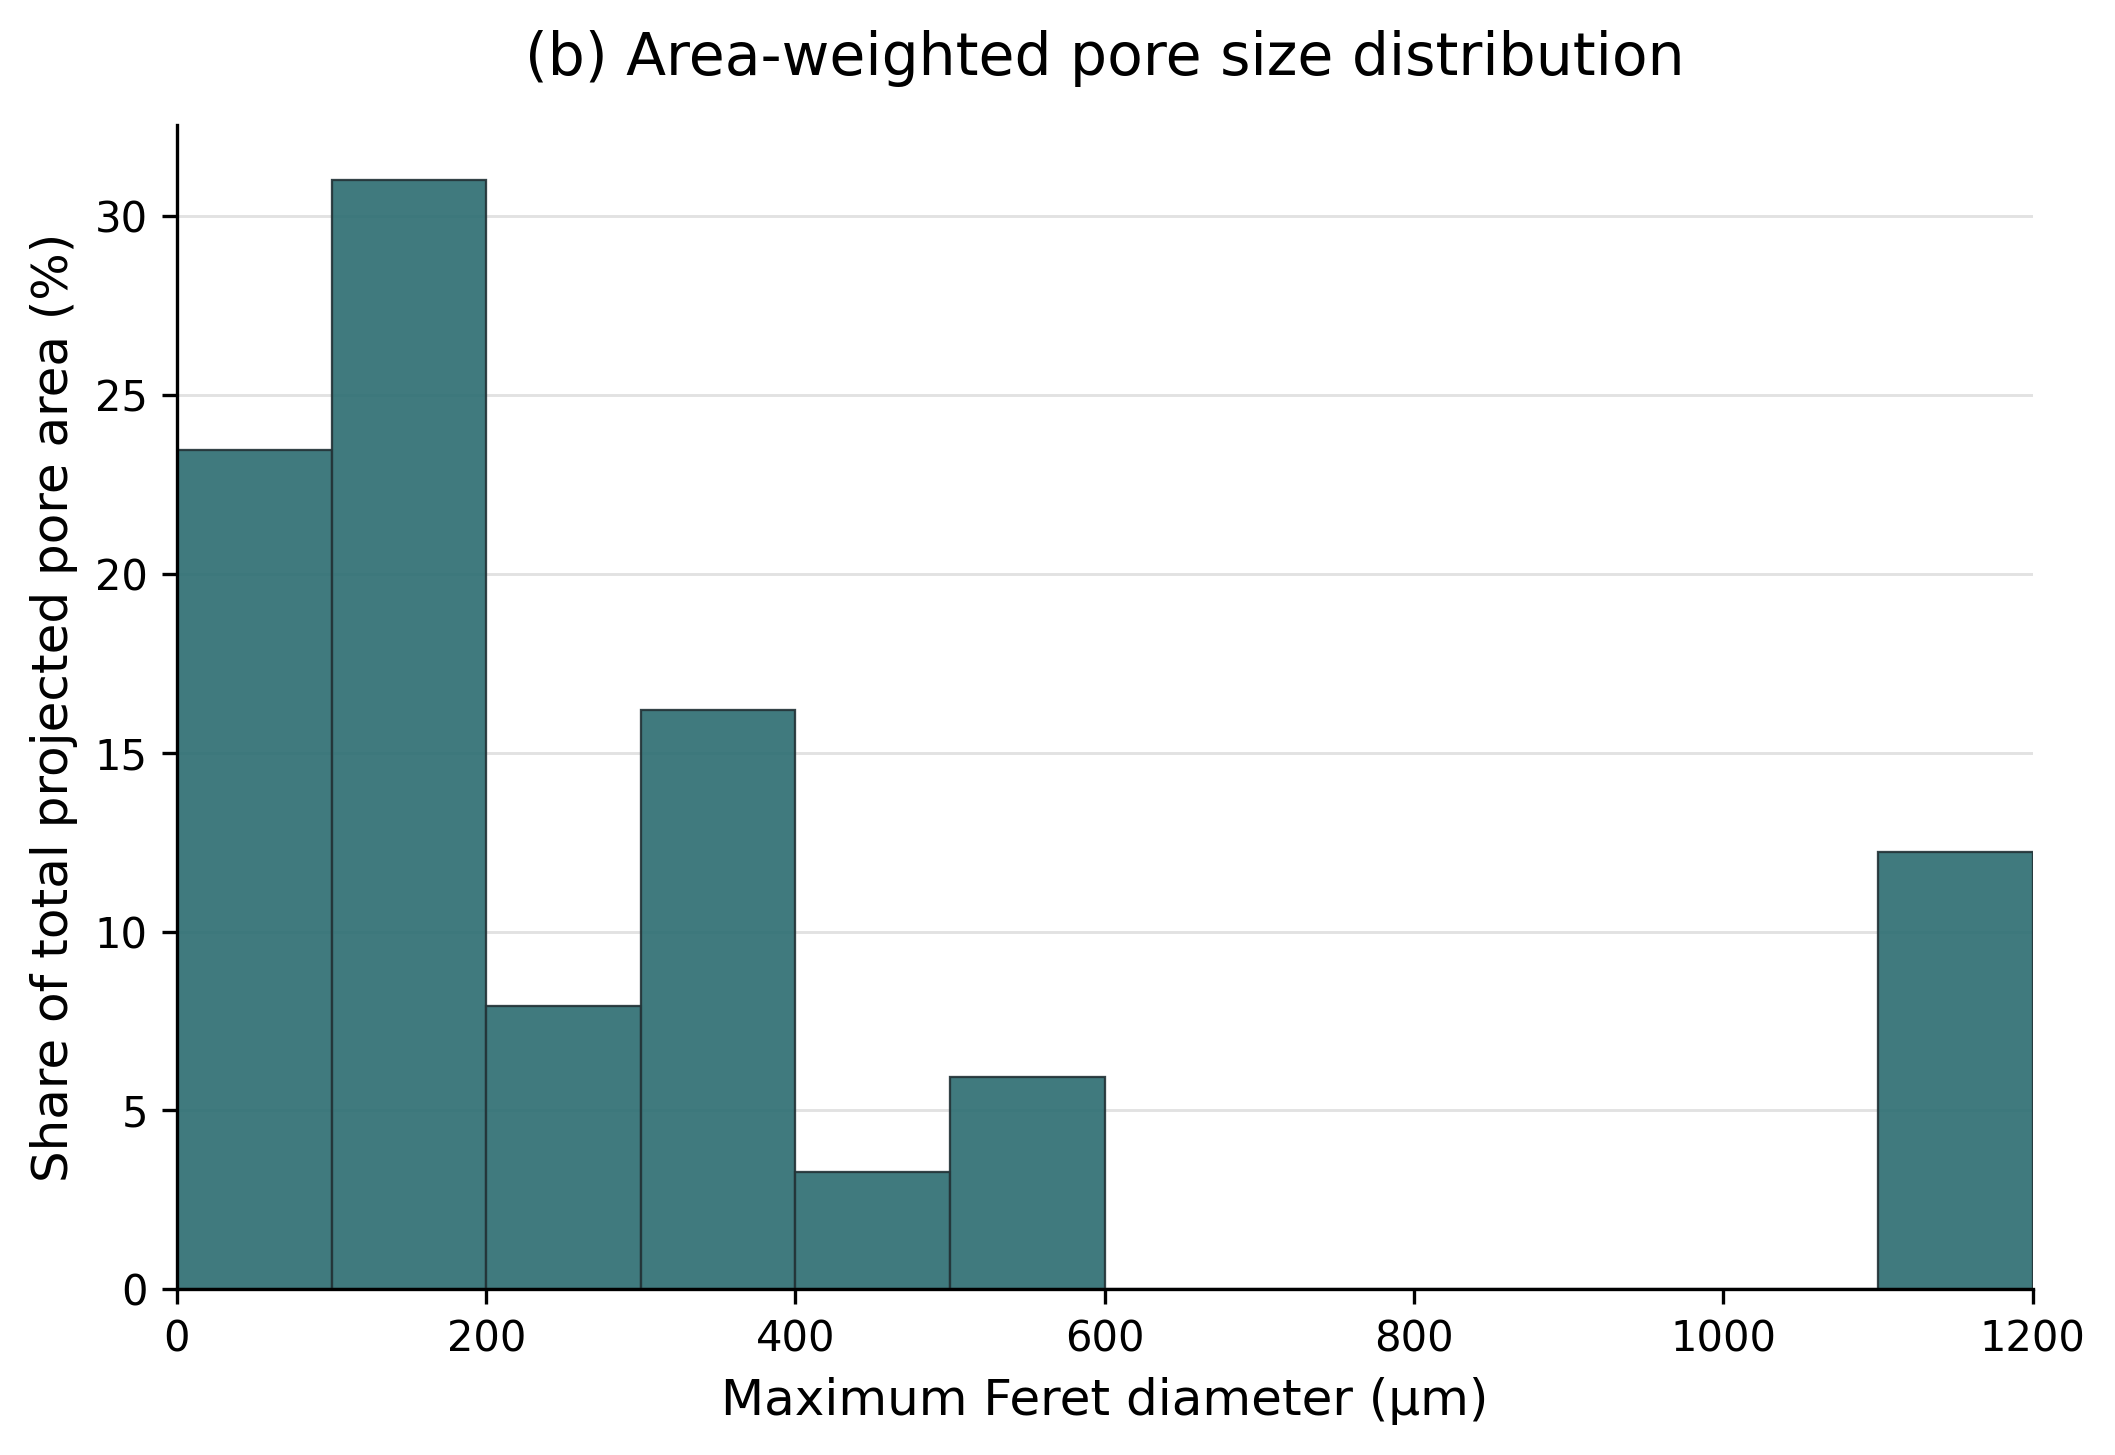 (b) Area-weighted pore size distribution
Share of total projected pore area (%)
30
25
20
15
10
5
0
0 200 400 600 800 1000 1200
Maximum Feret diameter (µm)